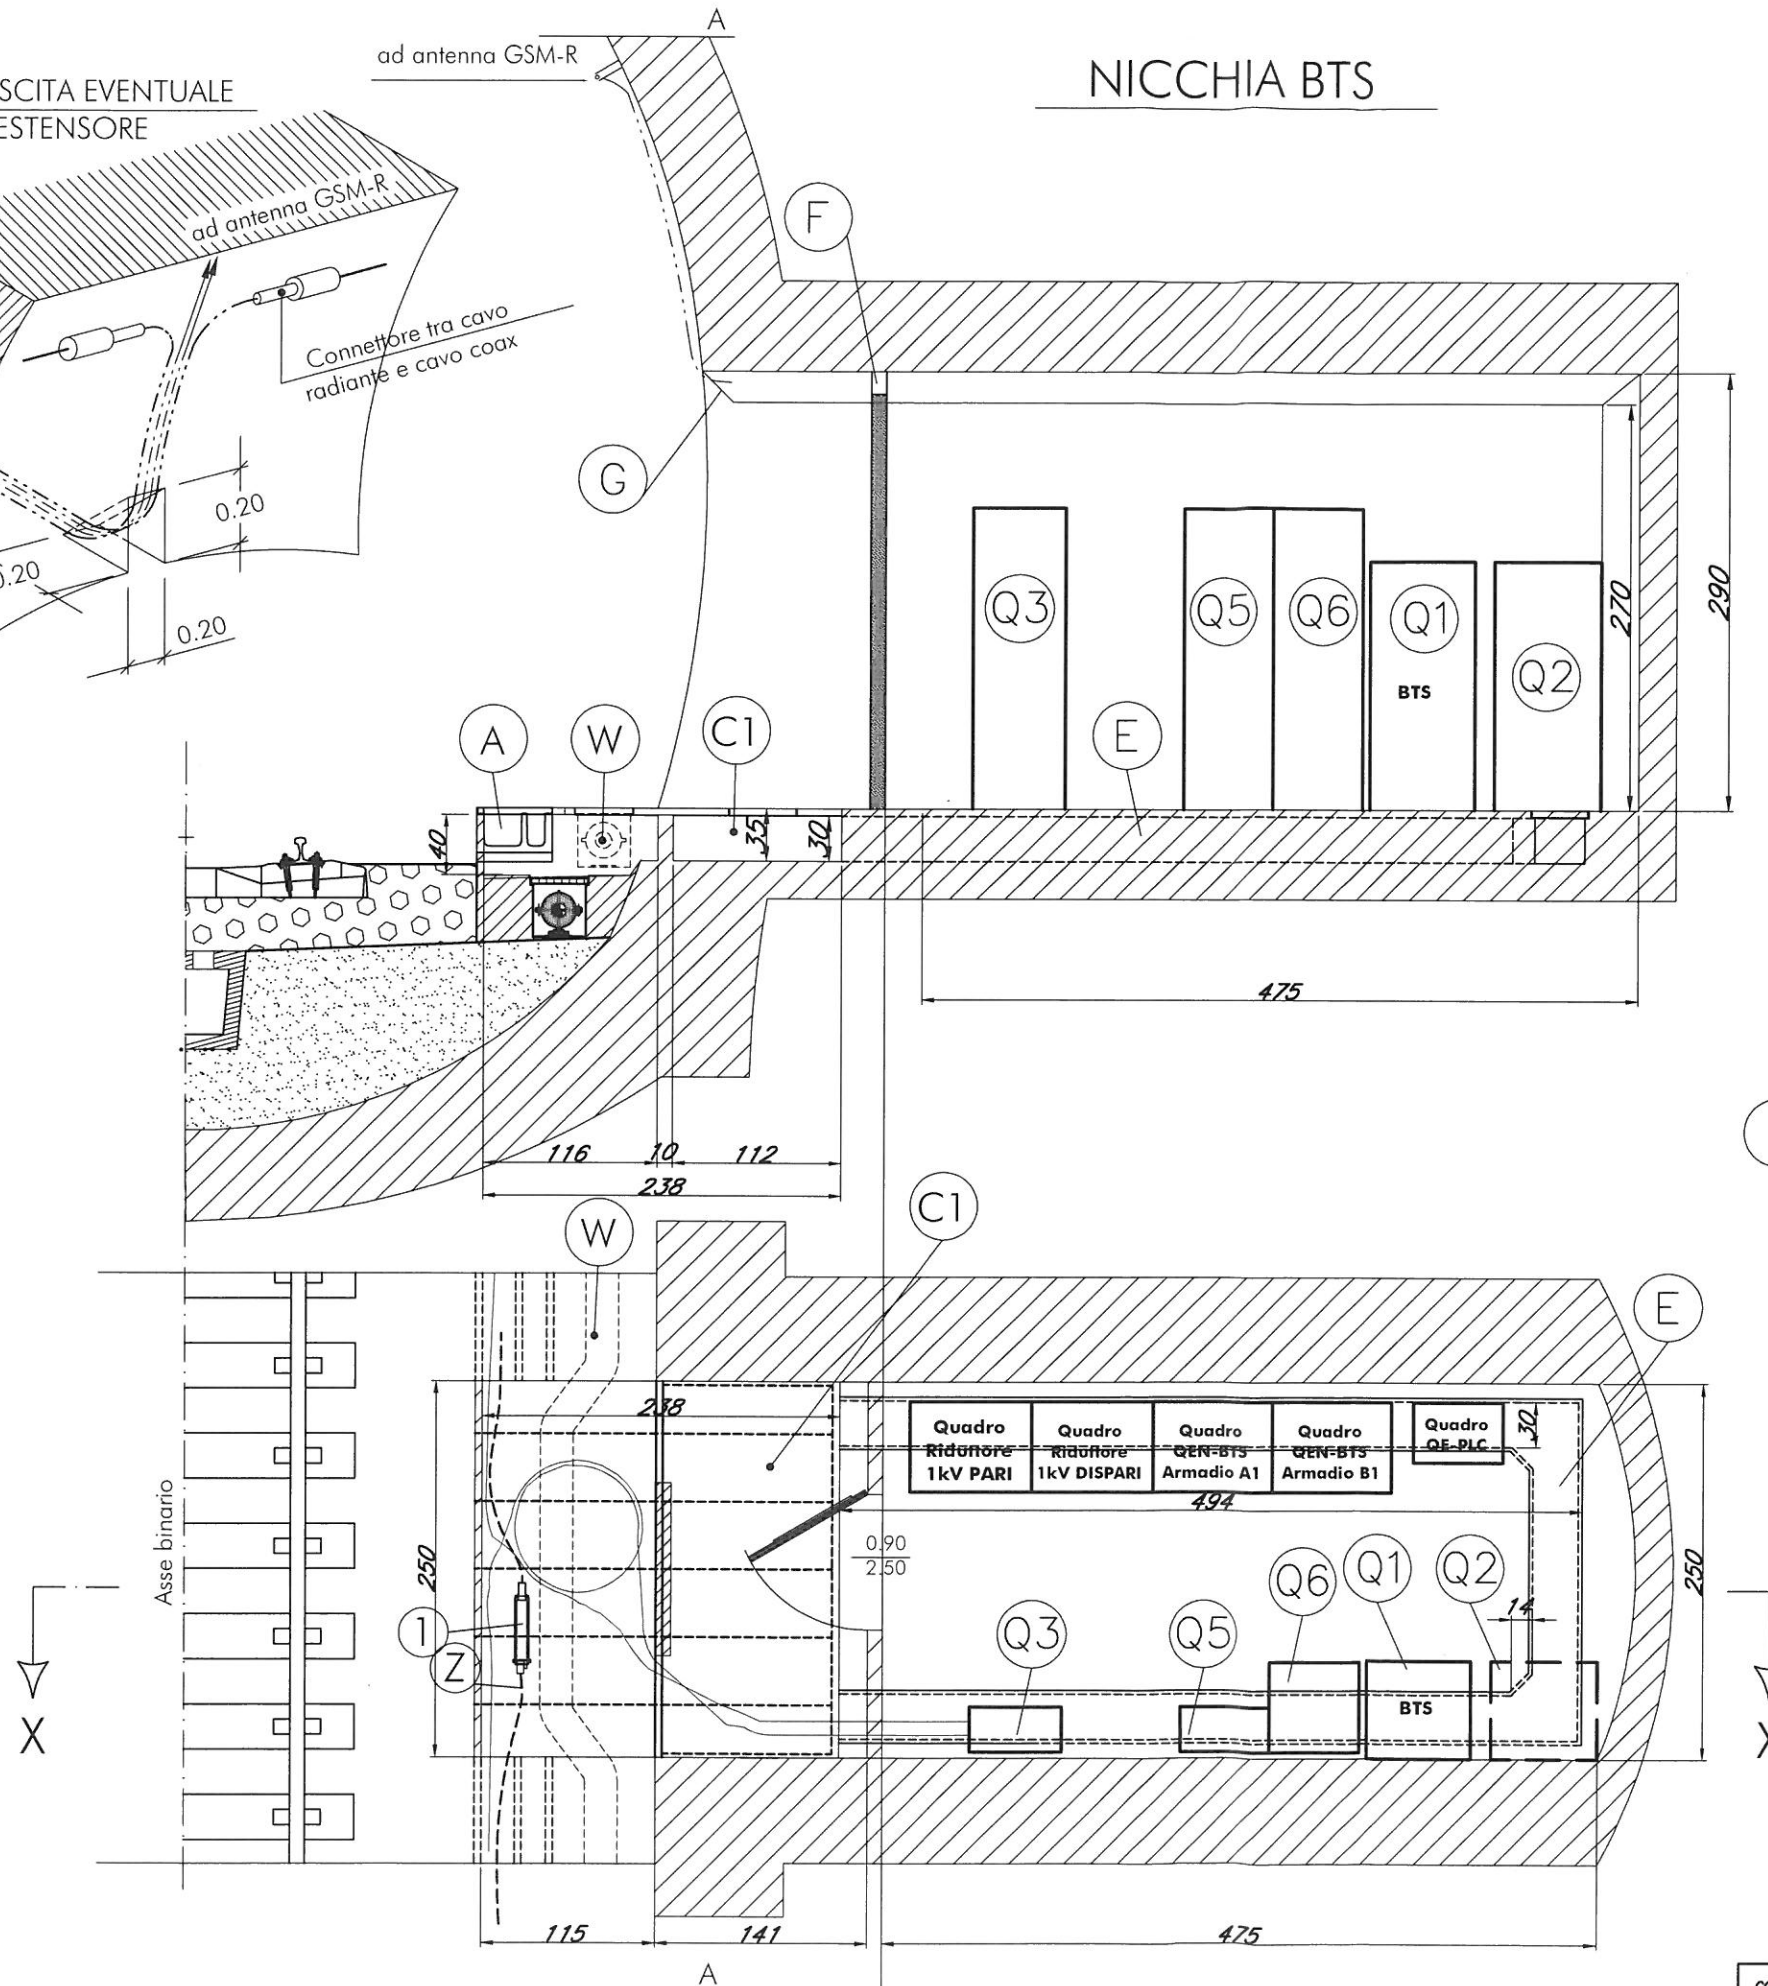 A
ad antenna GSM-R
NICCHIA BTS
SCITA EVENTUALE
ESTENSORE
ad antenna GSM-R
Connettore tra cavo
radiante e cavo coax
F
G
0.20
0.20
0.20
Q3
Q5
Q6
Q1
BTS
Q2
270
290
A
W
C1
E
40
35
30
475
116
10
112
238
W
C1
E
238
Quadro
Riduttore
1kV PARI
Quadro
Riduttore
1kV DISPARI
Quadro
QEN-BTS
Armadio A1
Quadro
QEN-BTS
Armadio B1
Quadro
QE-PLC
30
494
Asse binario
250
0.90
2.50
250
Q6
Q1
Q2
14
1
Z
Q3
Q5
BTS
X
115
141
475
A